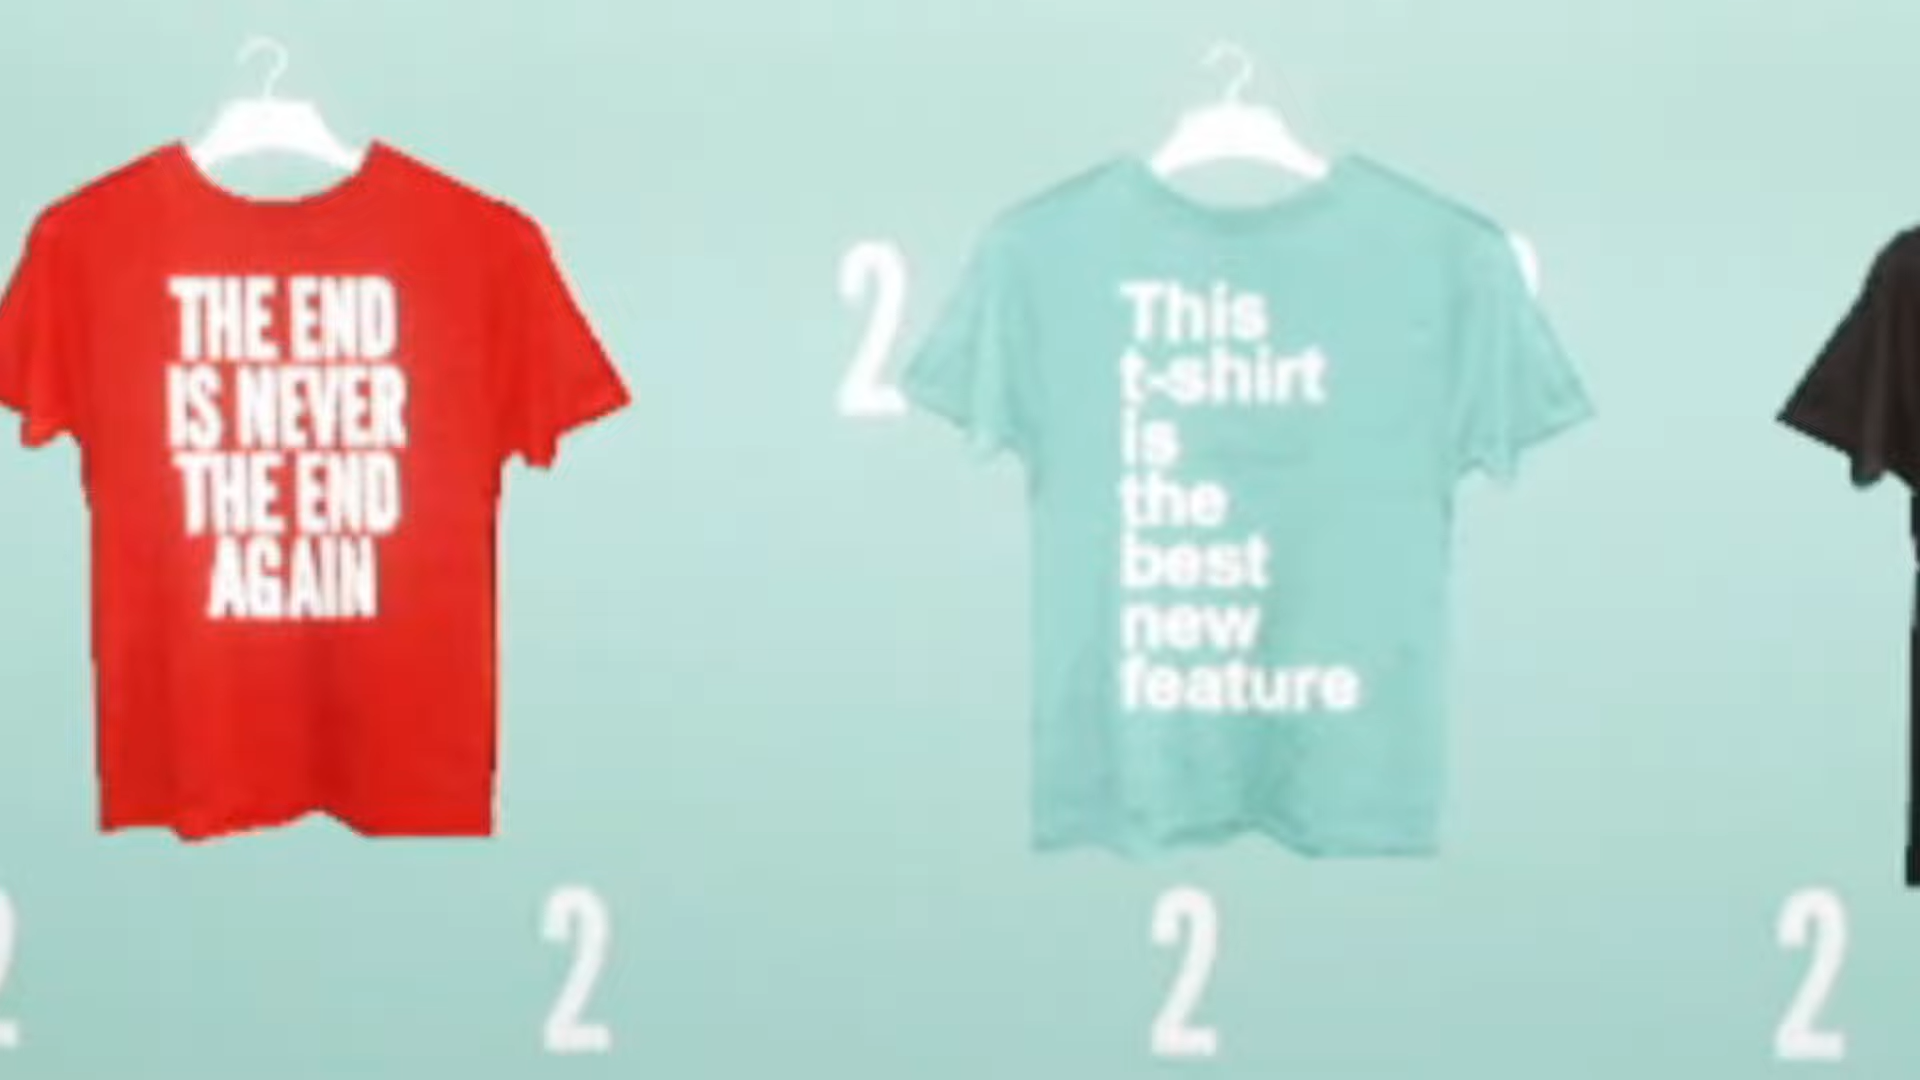 THE END
IS NEVER
THE END
AGAIN
2
This
t-shirt
is
the
best
new
feature
2
2
2
2